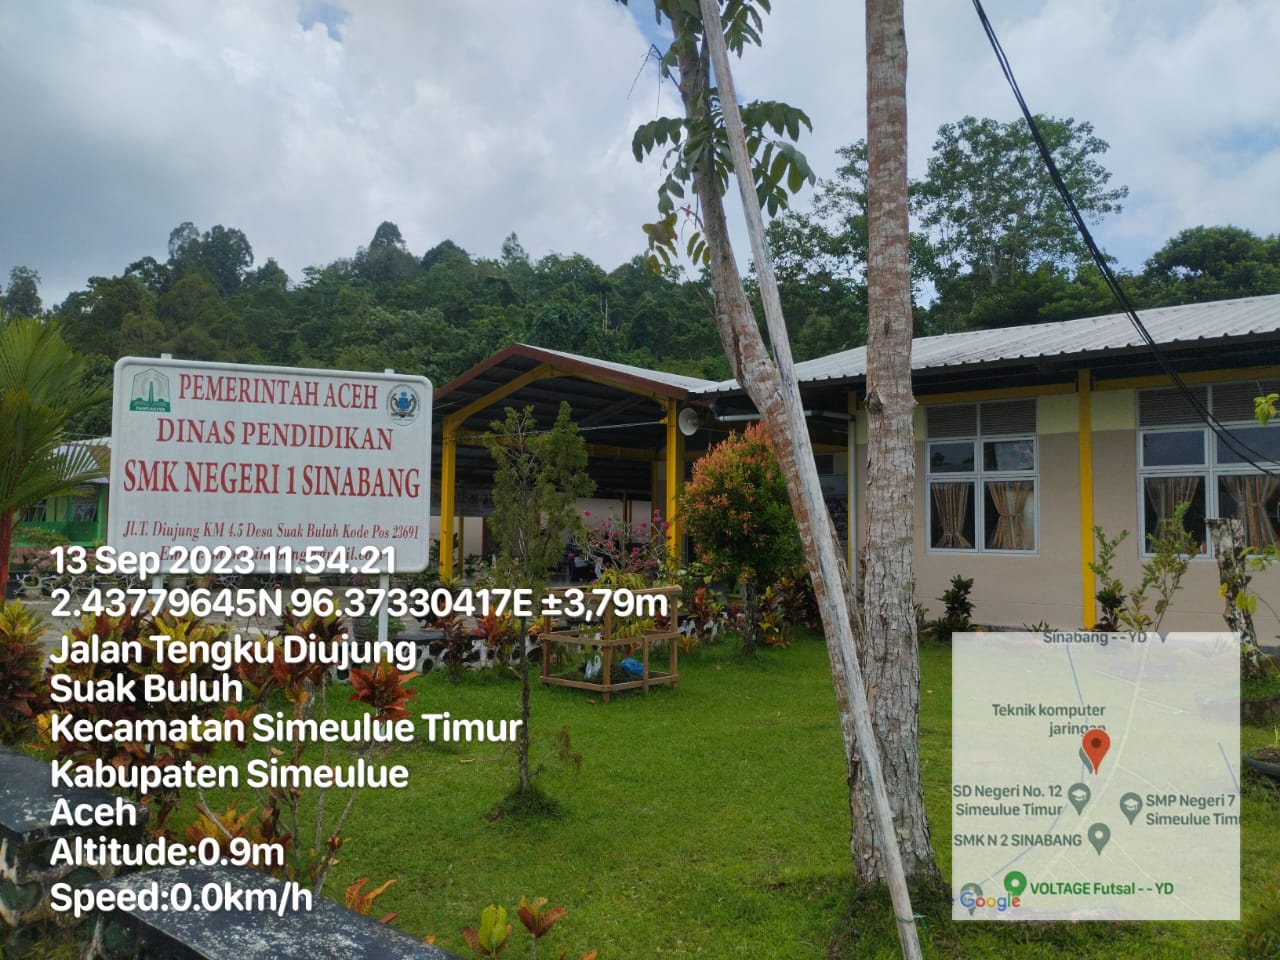 PEMERINTAH ACEH
PANCACITA
DINAS PENDIDIKAN
SMK NEGERI 1 SINABANG
Jl. T. Diujung KM 4.5 Desa Suak Buluh Kode Pos 23691
13 Sep 2023 11.54.21
2.43779645N 96.37330417E ±3,79m
Jalan Tengku Diujung
Suak Buluh
Kecamatan Simeulue Timur
Kabupaten Simeulue
Aceh
Altitude:0.9m
Speed:0.0km/h
Sinabang - - YD
Teknik komputer
jaringan
SD Negeri No. 12
Simeulue Timur
SMP Negeri 7
Simeulue Timu
SMK N 2 SINABANG
VOLTAGE Futsal - - YD
Google